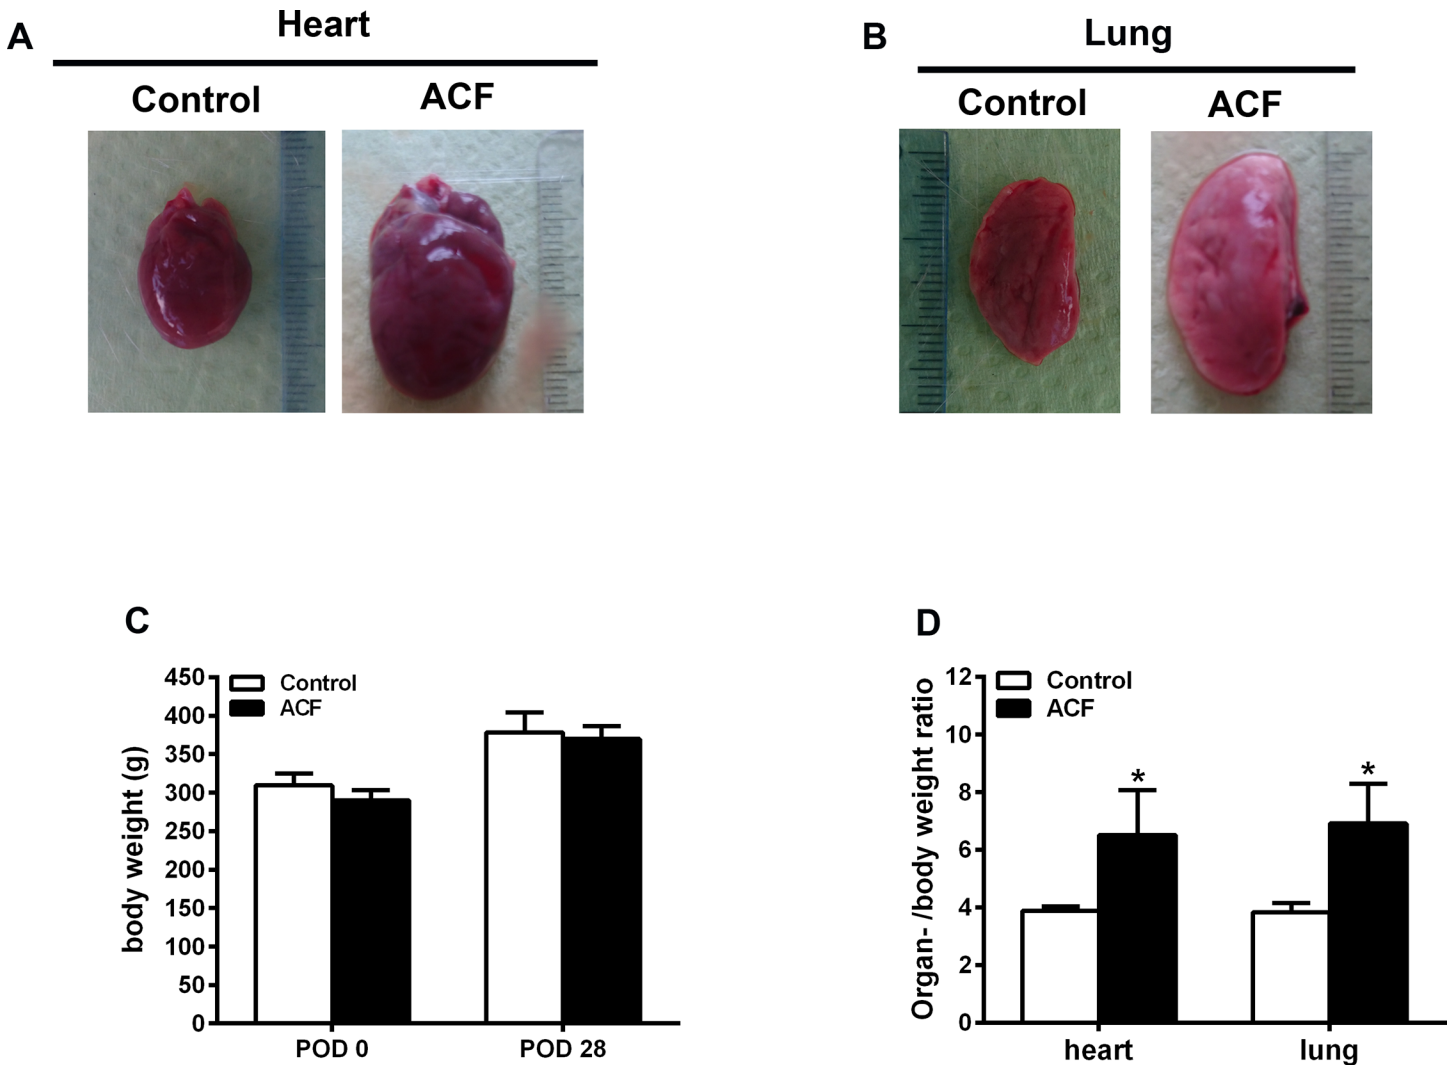 A
Heart
Control
ACF
B
Lung
Control
ACF
C
body weight (g)
450
400
350
300
250
200
150
100
50
0
Control
ACF
POD 0
POD 28
D
Organ- /body weight ratio
12
10
8
6
4
2
0
Control
ACF
*
*
heart
lung